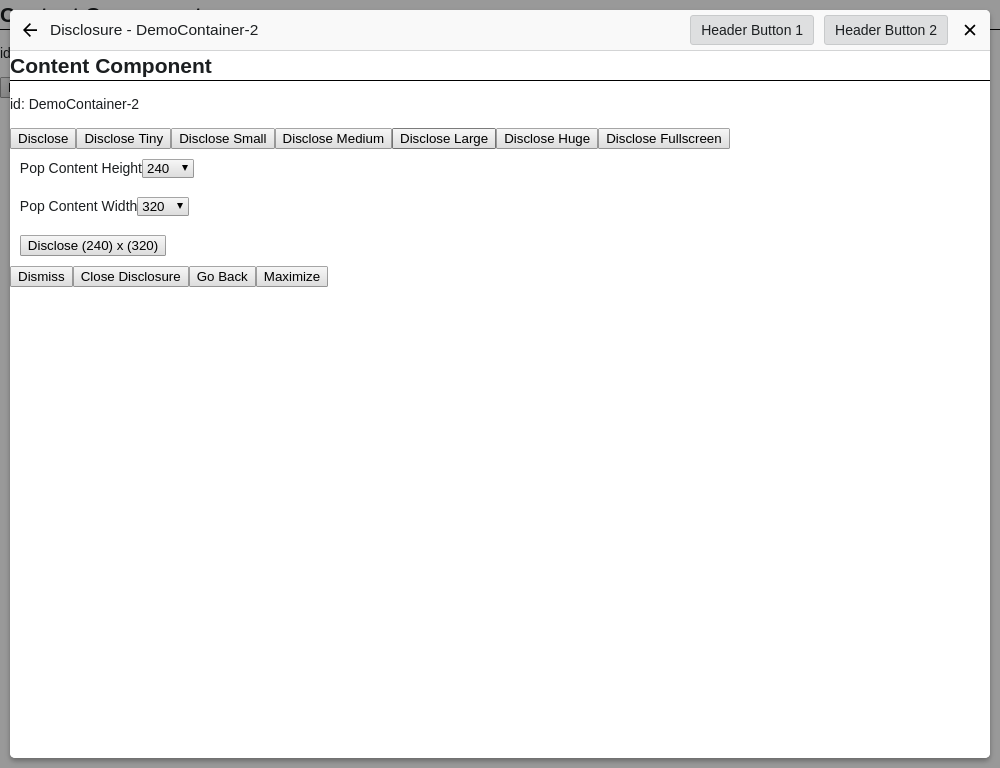 Disclosure - DemoContainer-2 Header Button 1 Header Button 2
Content Component
id: DemoContainer-2
Disclose Disclose Tiny Disclose Small Disclose Medium Disclose Large Disclose Huge Disclose Fullscreen
Pop Content Height 240
Pop Content Width 320
Disclose (240) x (320)
Dismiss Close Disclosure Go Back Maximize